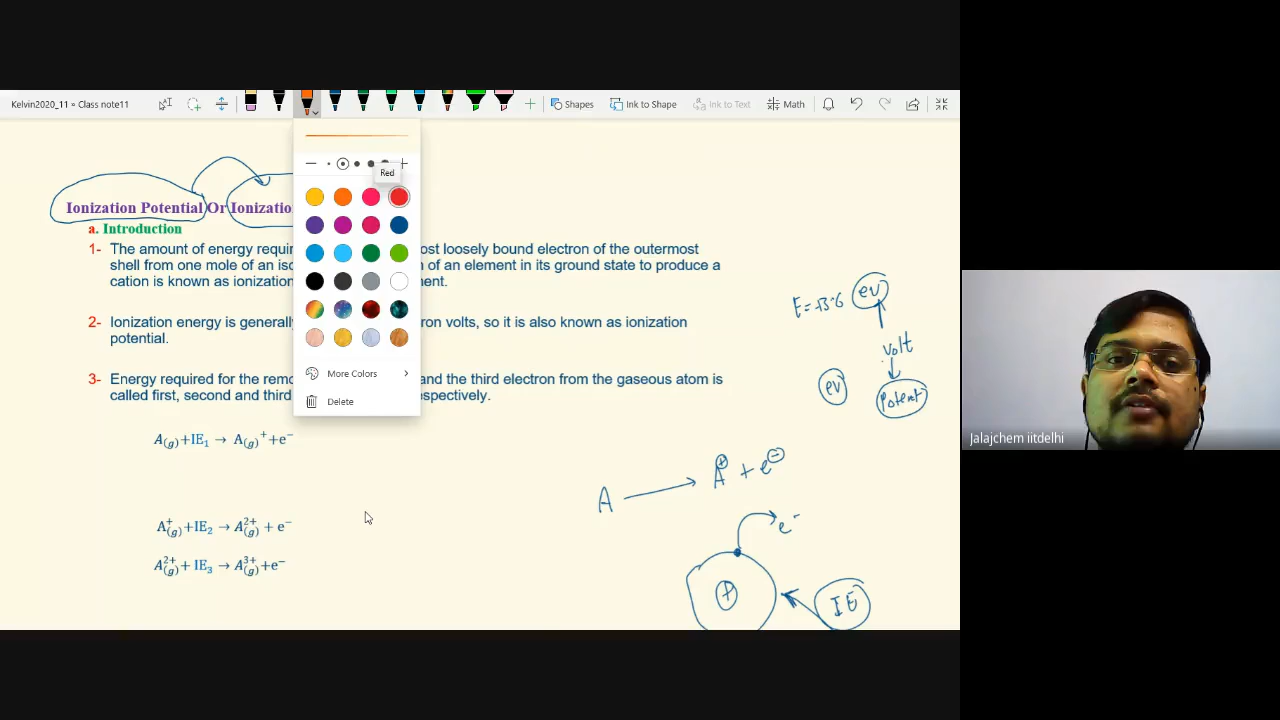 Kelvin2020_11 » Class note11
Shapes
Ink to Shape
Ink to Text
Math
Red
Ionization Potential Or Ionizatio
a. Introduction
1- The amount of energy requir ost loosely bound electron of the outermost
shell from one mole of an iso of an element in its ground state to produce a
cation is known as ionization ment.
2- Ionization energy is generally ron volts, so it is also known as ionization
potential.
3- Energy required for the remo and the third electron from the gaseous atom is
called first, second and third espectively.
More Colors
Delete
A(g)+IE₁ → A(g)⁺+e⁻
A⁺(g)+IE₂ → A²⁺(g) + e⁻
A²⁺(g)+ IE₃ → A³⁺(g)+e⁻
ev
volt
ev
Potent
A → A⁺ + e⁻
e⁻
+
IE
Jalajchem iitdelhi